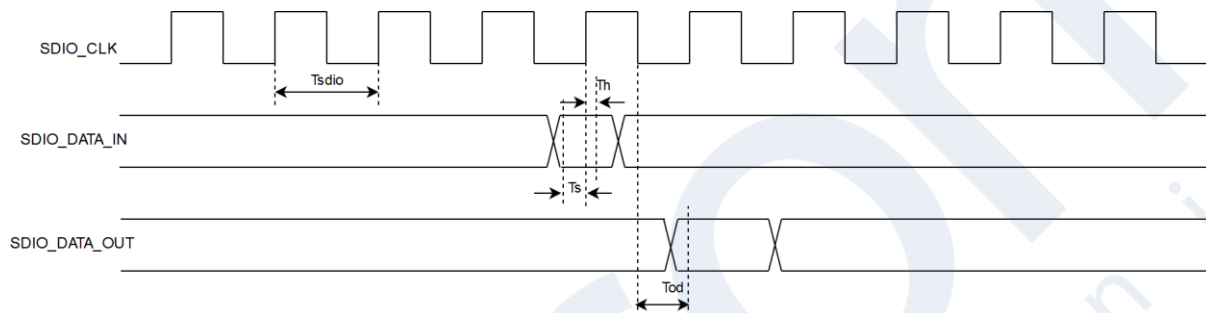 SDIO_CLK
Tsdio
Th
SDIO_DATA_IN
Ts
SDIO_DATA_OUT
Tod